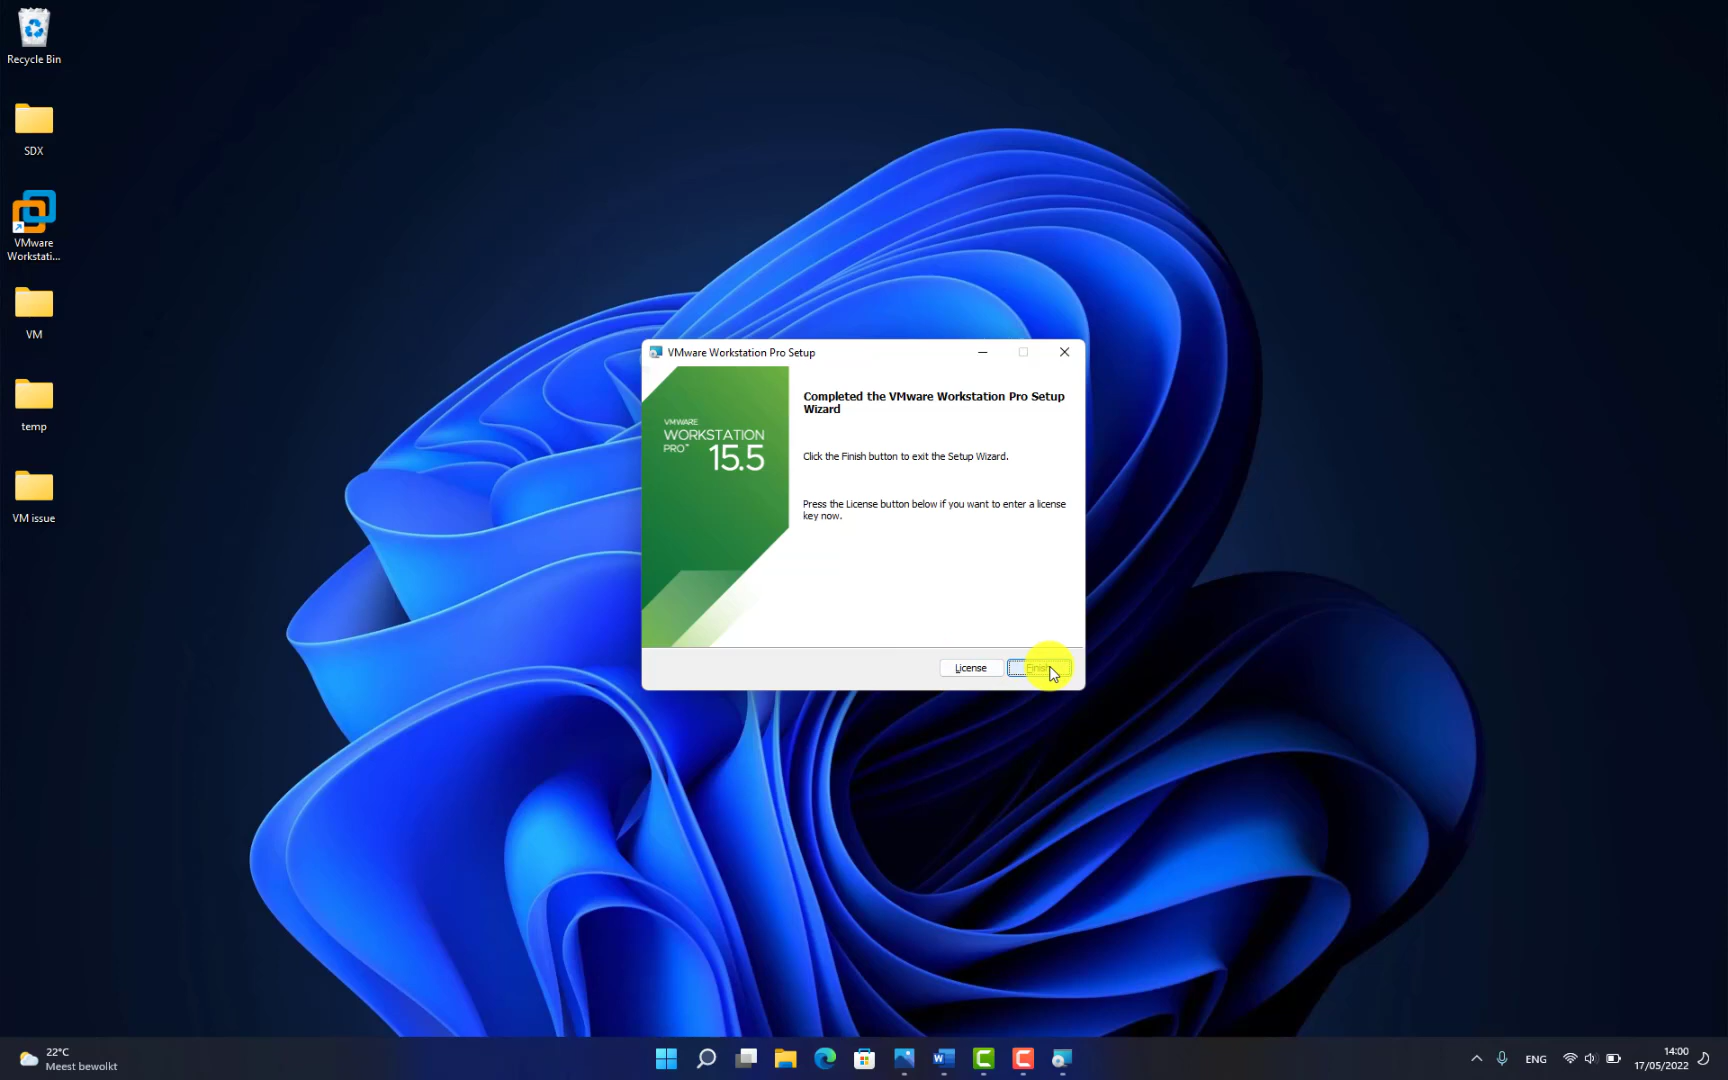 Recycle Bin
SDX
VMware
Workstati...
VM
temp
VM issue
VMware Workstation Pro Setup
VMWARE
WORKSTATION
PRO™
15.5
Completed the VMware Workstation Pro Setup
Wizard
Click the Finish button to exit the Setup Wizard.
Press the License button below if you want to enter a license
key now.
License
Finish
22°C
Meest bewolkt
ENG
14:00
17/05/2022